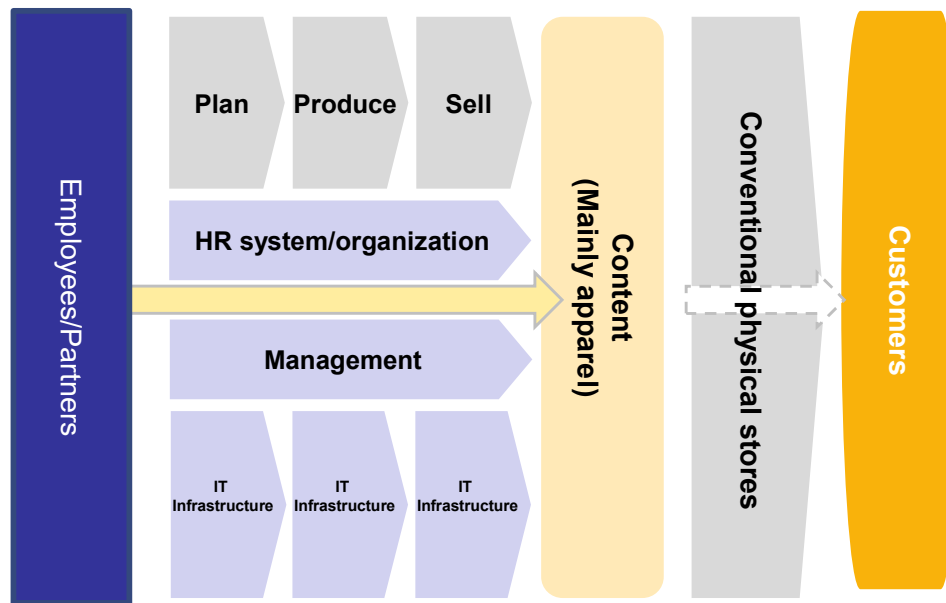 Employees/Partners
Plan
Produce
Sell
HR system/organization
Management
IT
Infrastructure
IT
Infrastructure
IT
Infrastructure
Content
(Mainly apparel)
Conventional physical stores
Customers